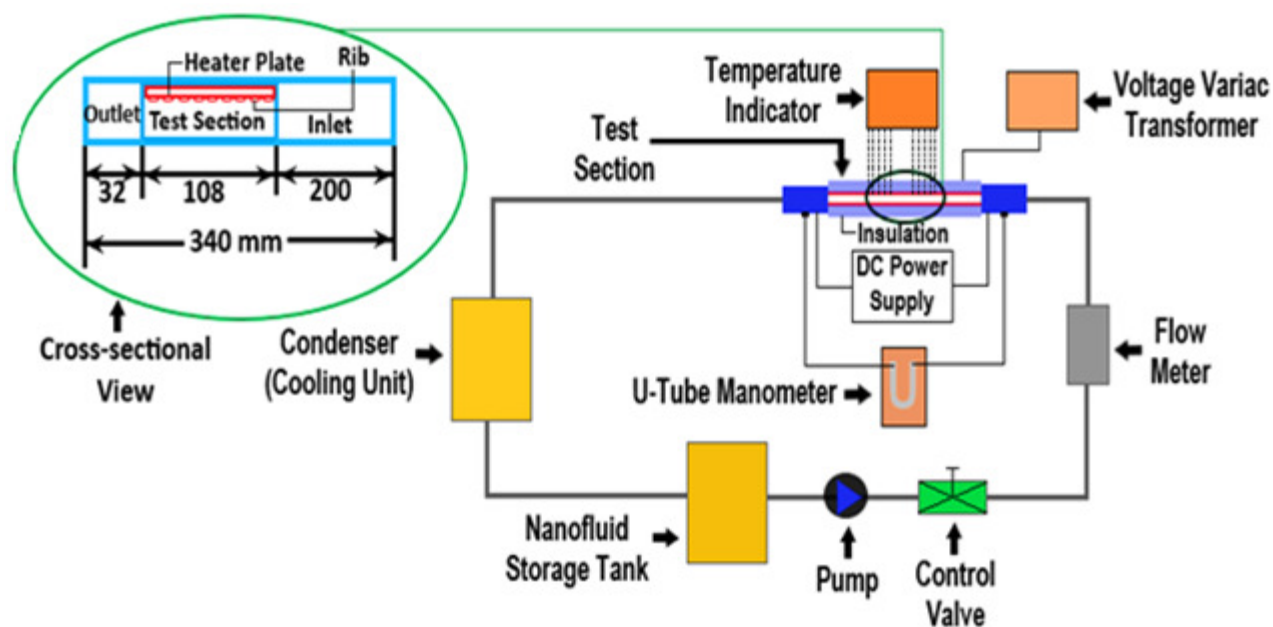 Heater Plate
Rib
Outlet
Test Section
Inlet
32
108
200
340 mm
Cross-sectional
View
Temperature
Indicator
Voltage Variac
Transformer
Test
Section
Insulation
DC Power
Supply
Condenser
(Cooling Unit)
U-Tube Manometer
Flow
Meter
Nanofluid
Storage Tank
Pump
Control
Valve